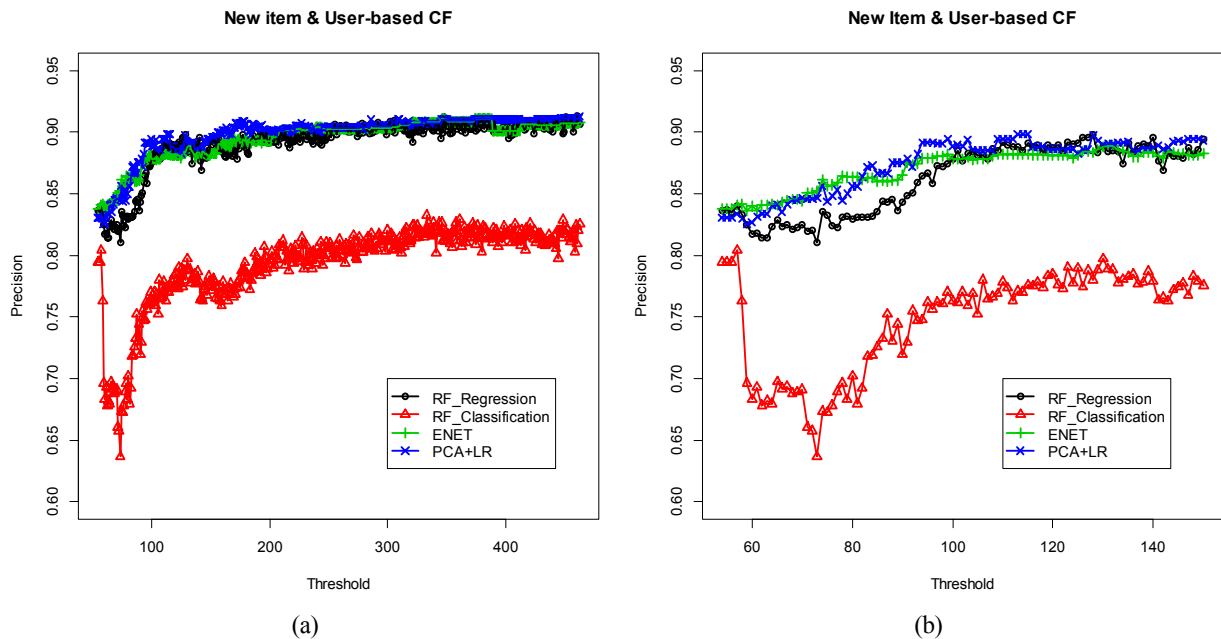 New item & User-based CF
Precision
0.95
0.90
0.85
0.80
0.75
0.70
0.65
0.60
RF_Regression
RF_Classification
ENET
PCA+LR
100
200
300
400
Threshold
(a)
New Item & User-based CF
Precision
0.95
0.90
0.85
0.80
0.75
0.70
0.65
0.60
RF_Regression
RF_Classification
ENET
PCA+LR
60
80
100
120
140
Threshold
(b)